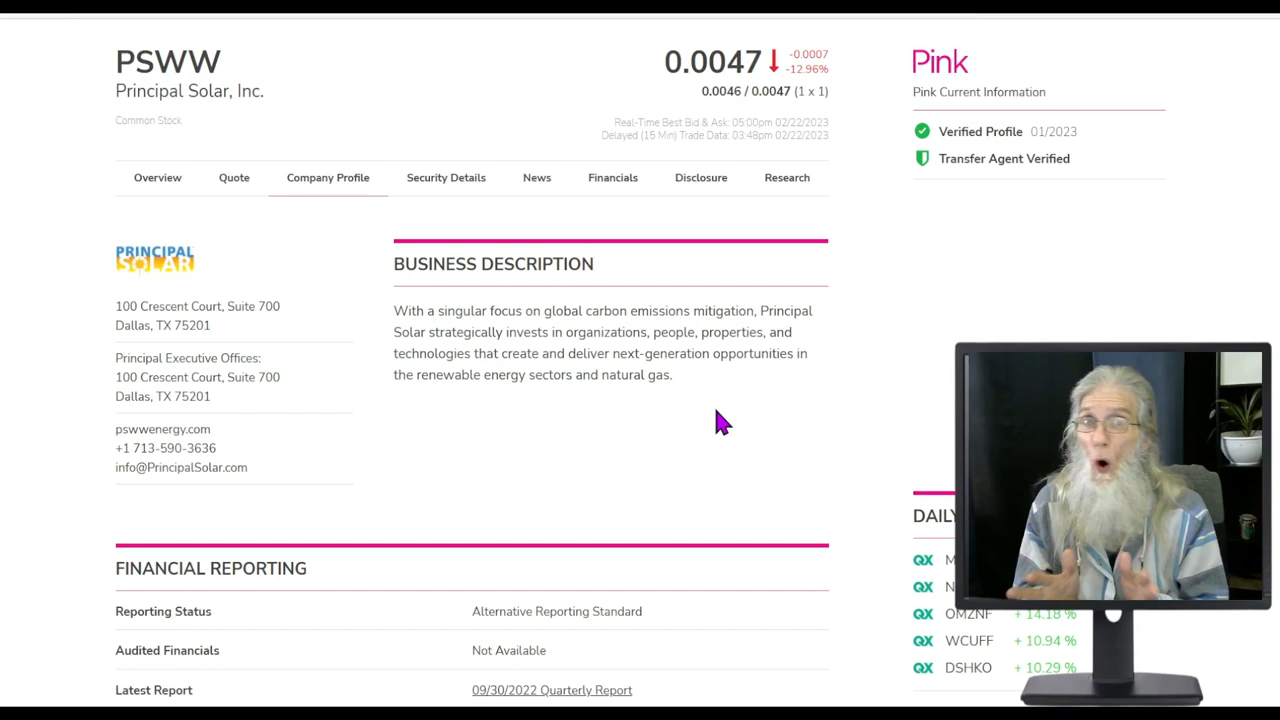 PSWW
Principal Solar, Inc.
Common Stock
0.0047
-0.0007
-12.96%
0.0046 / 0.0047 (1 x 1)
Real-Time Best Bid & Ask: 05:00pm 02/22/2023
Delayed (15 Min) Trade Data: 03:48pm 02/22/2023
Pink
Pink Current Information
Verified Profile 01/2023
Transfer Agent Verified
Overview Quote Company Profile Security Details News Financials Disclosure Research
PRINCIPAL
SOLAR
100 Crescent Court, Suite 700
Dallas, TX 75201
Principal Executive Offices:
100 Crescent Court, Suite 700
Dallas, TX 75201
pswwenergy.com
+1 713-590-3636
info@PrincipalSolar.com
BUSINESS DESCRIPTION
With a singular focus on global carbon emissions mitigation, Principal
Solar strategically invests in organizations, people, properties, and
technologies that create and deliver next-generation opportunities in
the renewable energy sectors and natural gas.
FINANCIAL REPORTING
Reporting Status Alternative Reporting Standard
Audited Financials Not Available
Latest Report 09/30/2022 Quarterly Report
QX
QX
QX OMZNF + 14.18 %
QX WCUFF + 10.94 %
QX DSHKO + 10.29 %